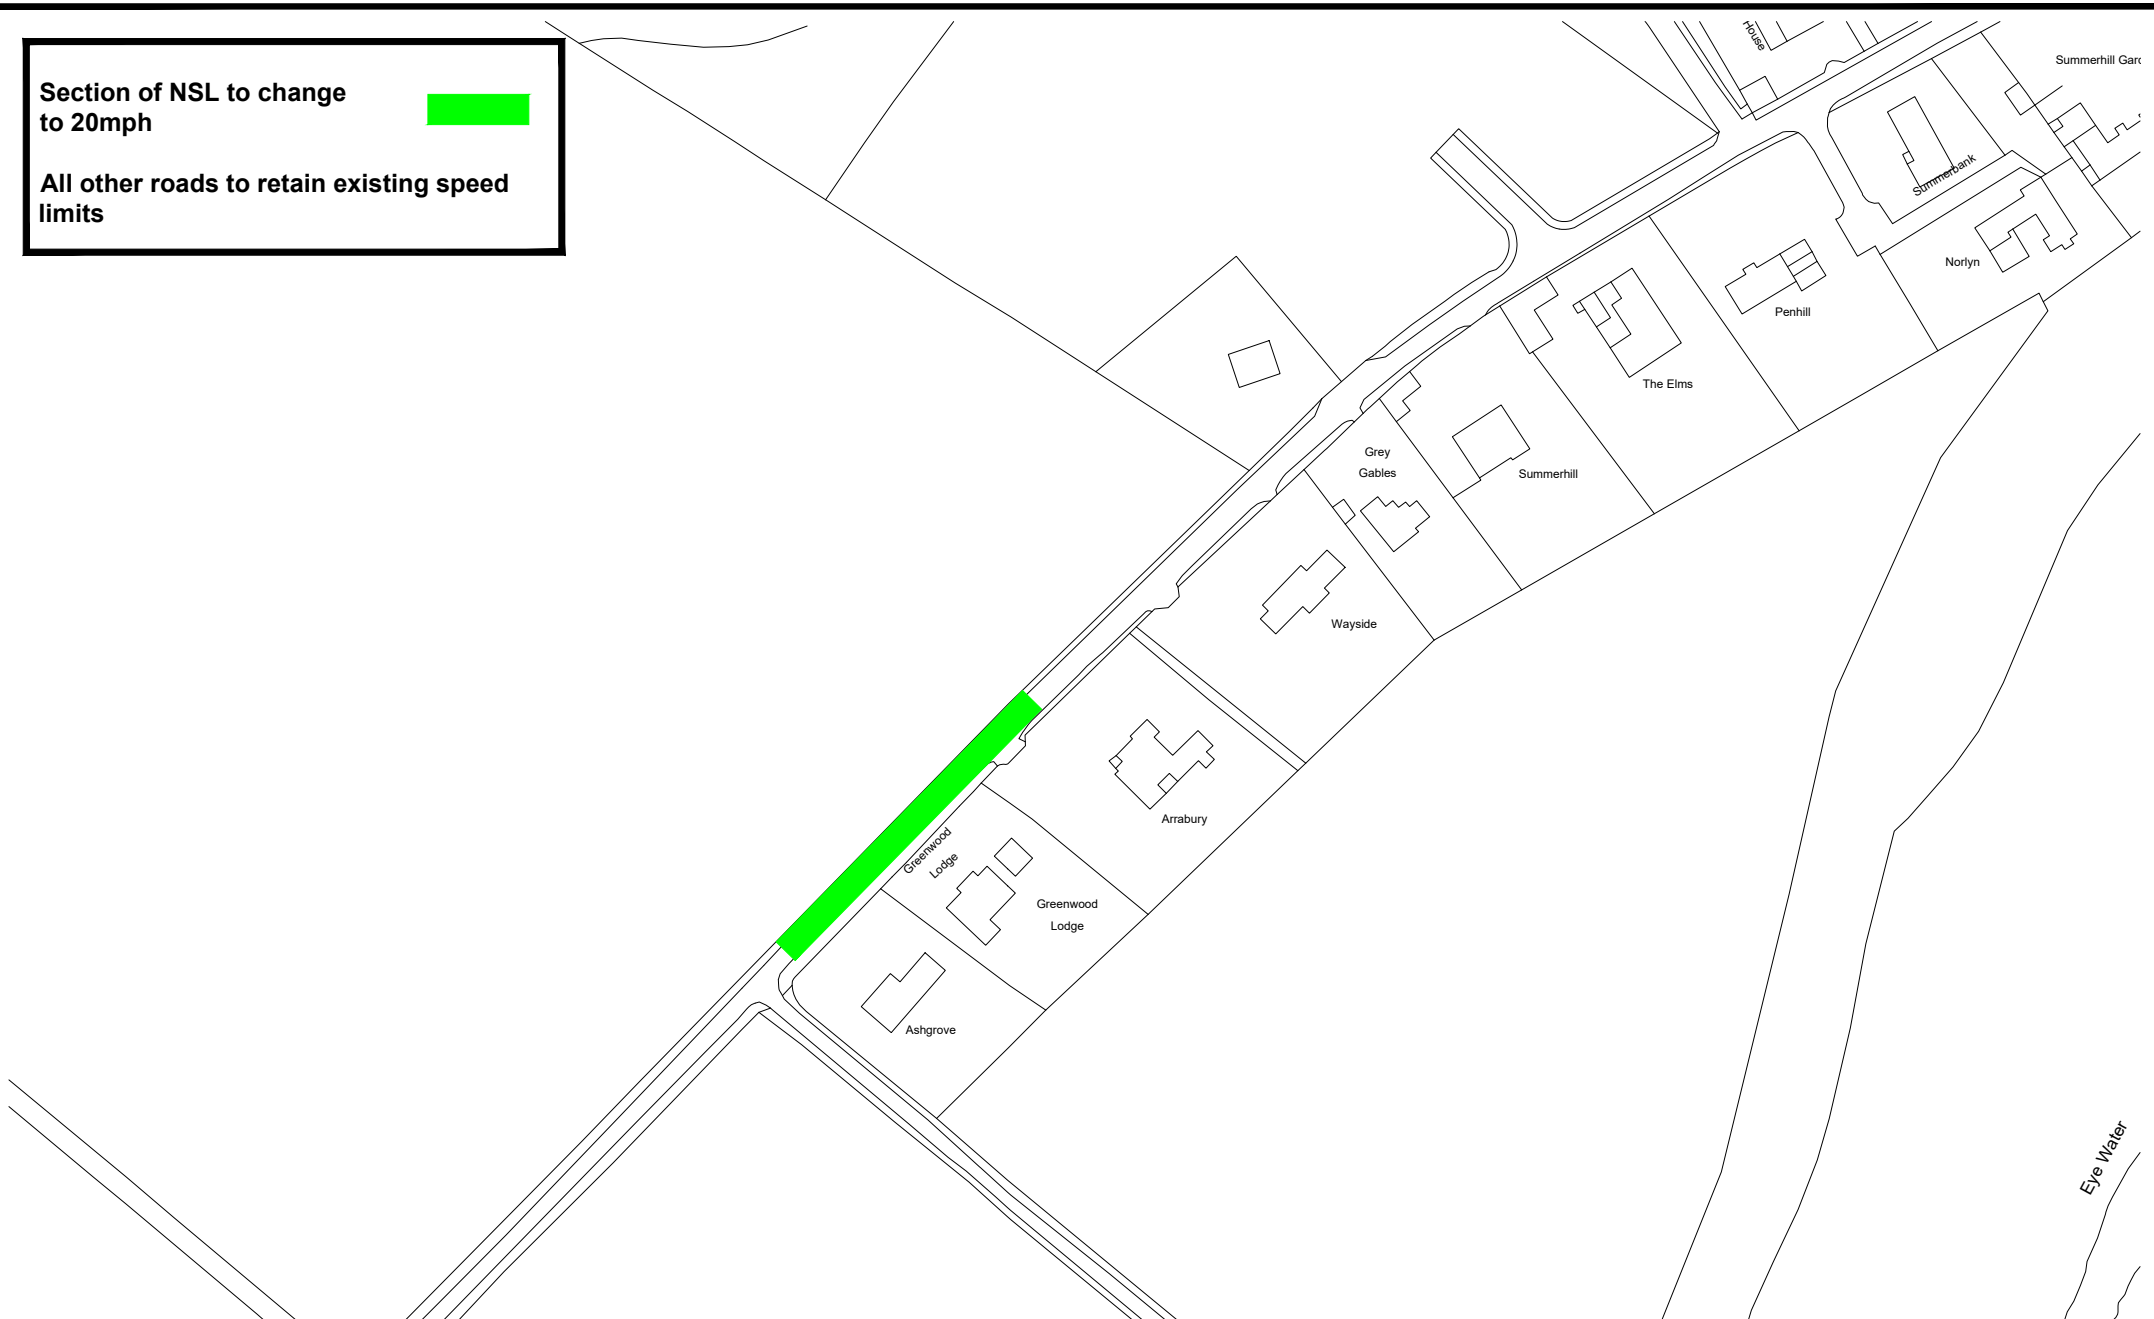 Section of NSL to change
to 20mph
All other roads to retain existing speed
limits
House
Summerhill
Summerbank
Norlyn
Penhill
The Elms
Grey
Gables
Summerhill
Wayside
Arrabury
Greenwood
Lodge
Greenwood
Lodge
Ashgrove
Eye Water